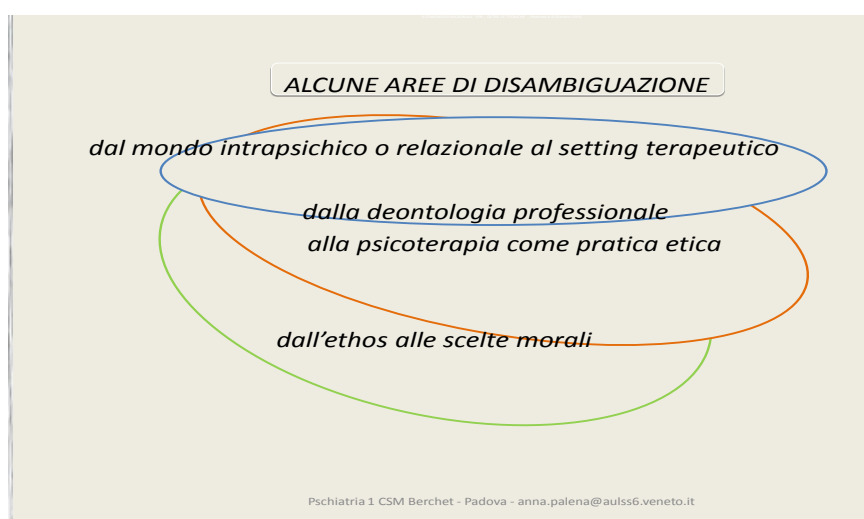 ALCUNE AREE DI DISAMBIGUAZIONE
dal mondo intrapsichico o relazionale al setting terapeutico
dalla deontologia professionale
alla psicoterapia come pratica etica
dall'ethos alle scelte morali
Pschiatria 1 CSM Berchet - Padova - anna.palena@aulss6.veneto.it